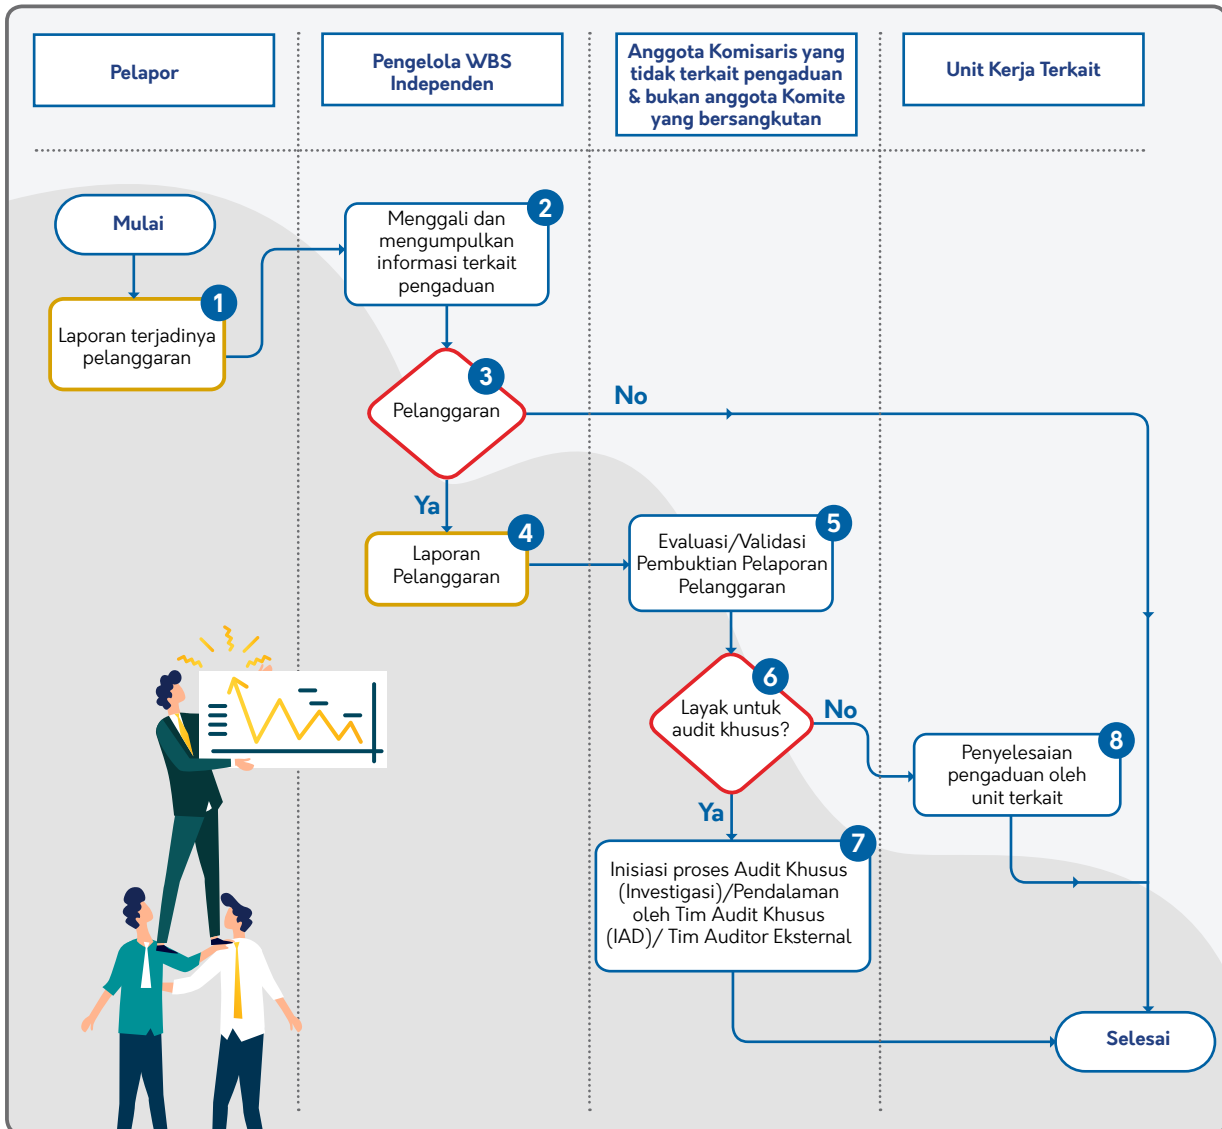 Pelapor
Pengelola WBS
Independen
Anggota Komisaris yang
tidak terkait pengaduan
& bukan anggota Komite
yang bersangkutan
Unit Kerja Terkait
Mulai
1
Laporan terjadinya
pelanggaran
2
Menggali dan
mengumpulkan
informasi terkait
pengaduan
3
Pelanggaran
No
Ya
4
Laporan
Pelanggaran
5
Evaluasi/Validasi
Pembuktian Pelaporan
Pelanggaran
6
Layak untuk
audit khusus?
No
Ya
8
Penyelesaian
pengaduan oleh
unit terkait
7
Inisiasi proses Audit Khusus
(Investigasi)/Pendalaman
oleh Tim Audit Khusus
(IAD)/ Tim Auditor Eksternal
Selesai